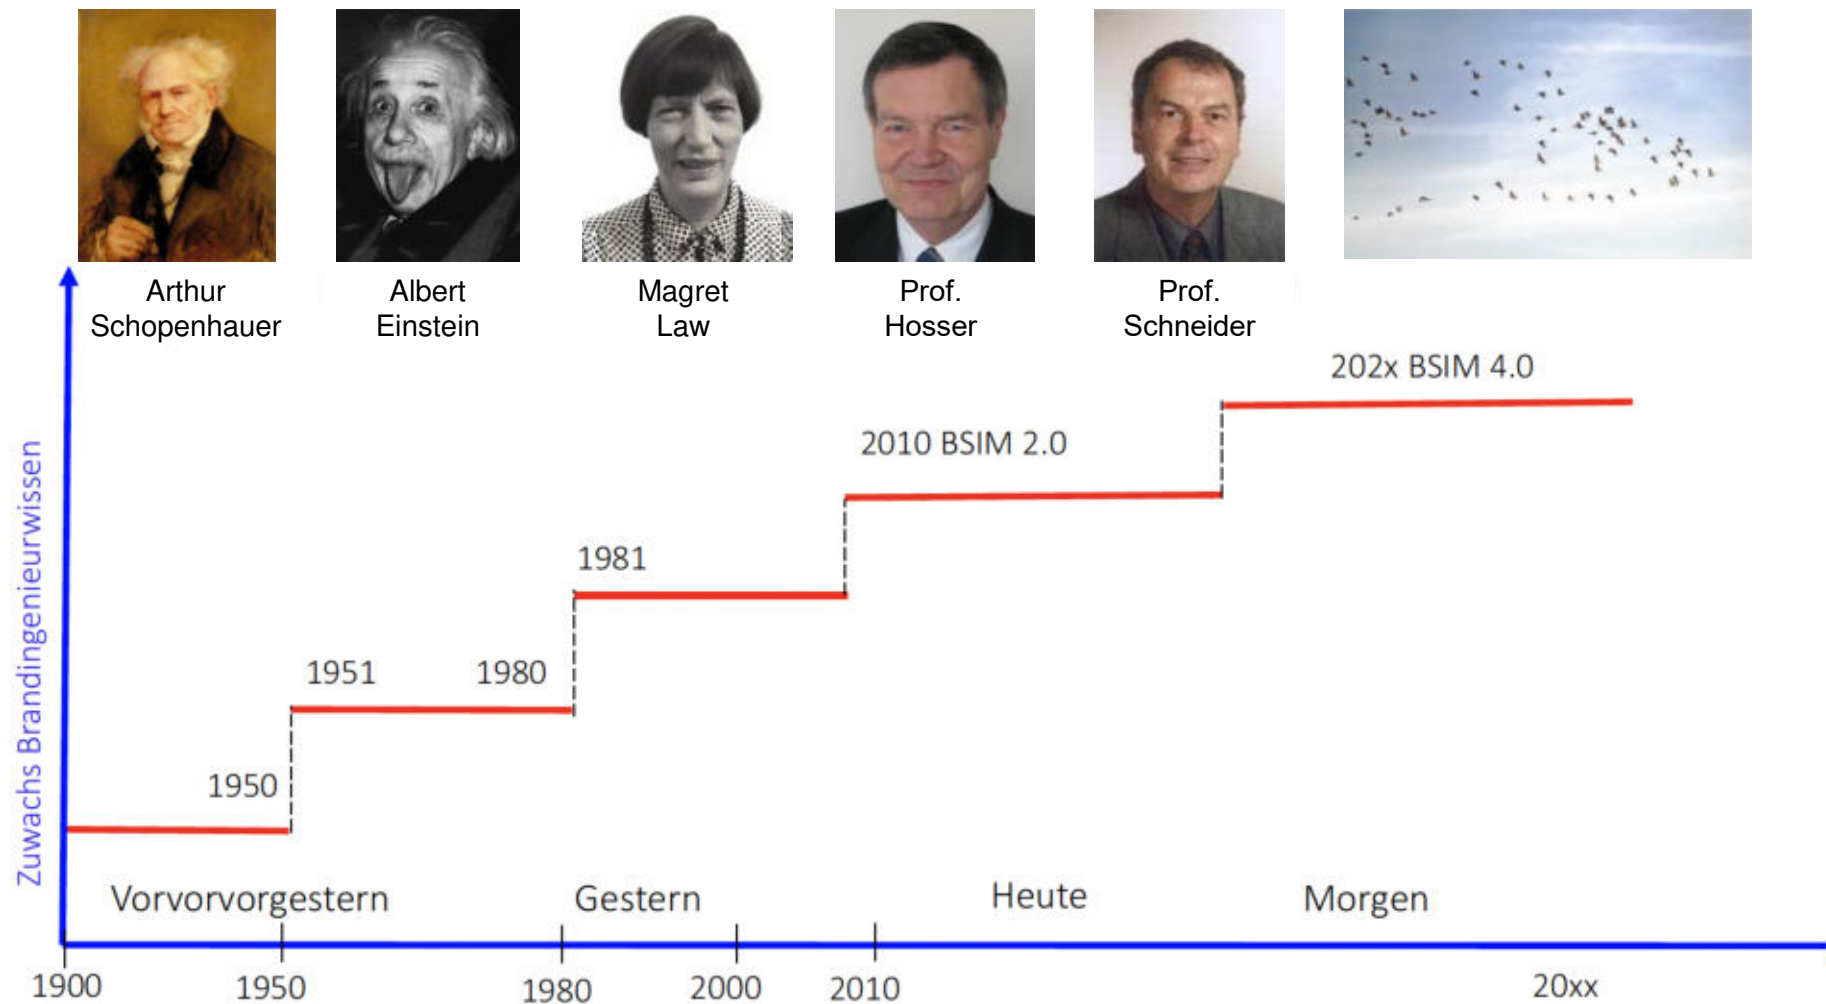 Arthur
Schopenhauer
Albert
Einstein
Magret
Law
Prof.
Hosser
Prof.
Schneider
202x BSIM 4.0
2010 BSIM 2.0
1981
1951
1980
1950
Zuwachs Brandingenieurwissen
Vorvorvorgestern
Gestern
Heute
Morgen
1900
1950
1980
2000
2010
20xx